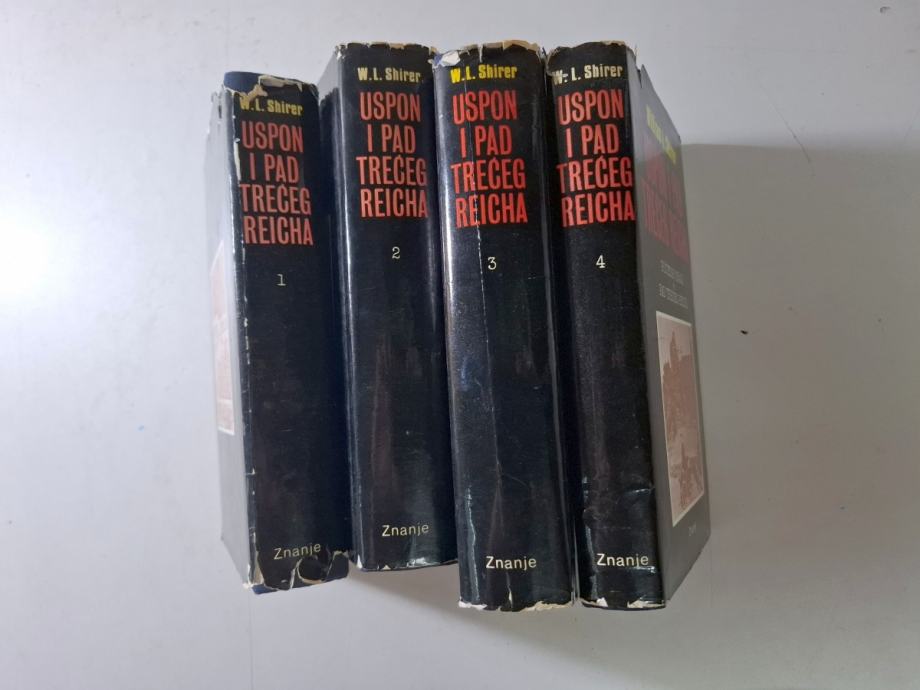 W.L. Shirer
USPON
I PAD
TREĆEG
REICHA
1
Znanje
W.L. Shirer
USPON
I PAD
TREĆEG
REICHA
2
Znanje
W.L. Shirer
USPON
I PAD
TREĆEG
REICHA
3
Znanje
W.L. Shirer
USPON
I PAD
TREĆEG
REICHA
4
Znanje